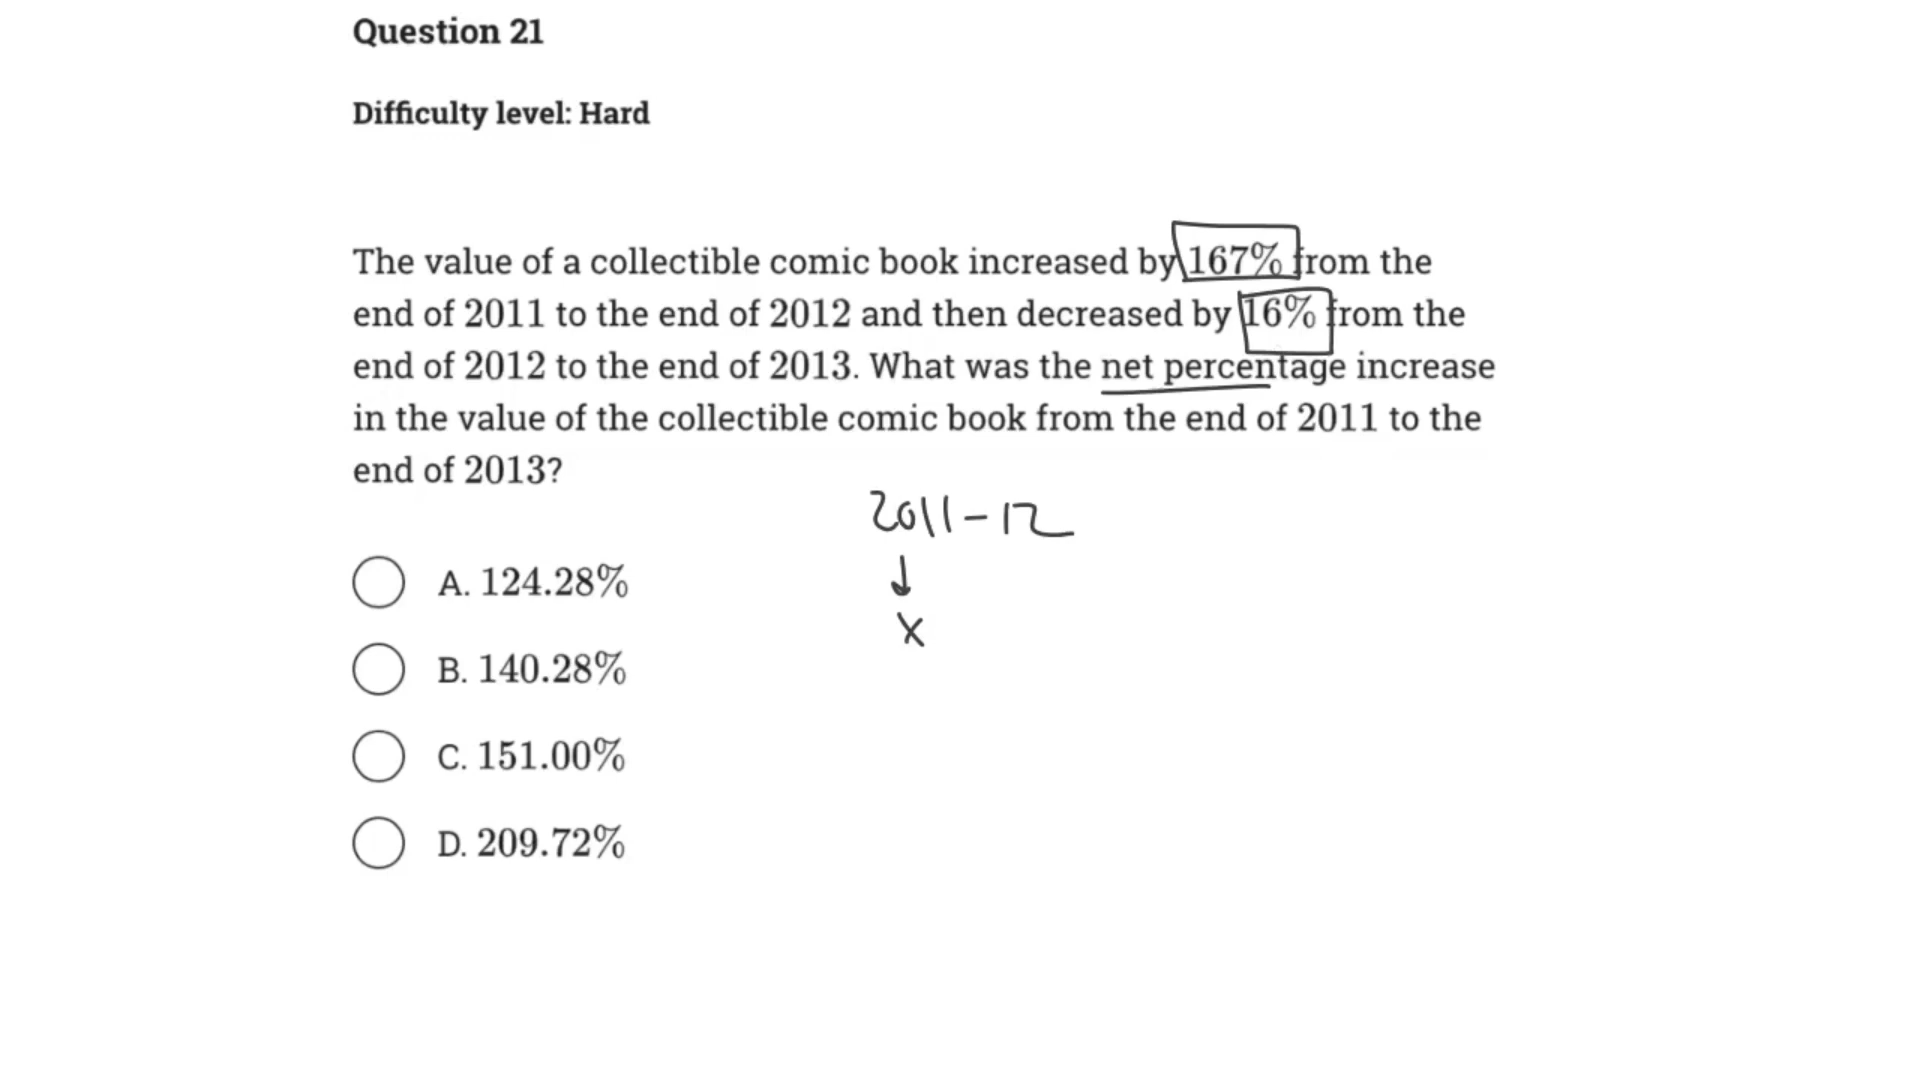 Question 21
Difficulty level: Hard
The value of a collectible comic book increased by 167% from the
end of 2011 to the end of 2012 and then decreased by 16% from the
end of 2012 to the end of 2013. What was the net percentage increase
in the value of the collectible comic book from the end of 2011 to the
end of 2013?
2011-12
↓
x
A. 124.28%
B. 140.28%
C. 151.00%
D. 209.72%